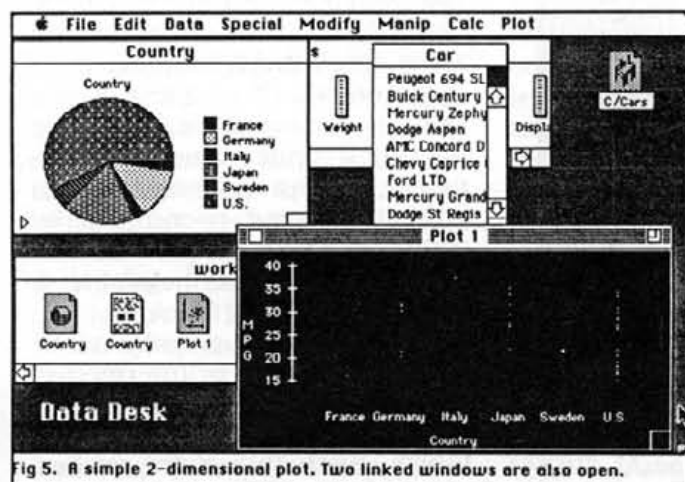 File Edit Data Special Modify Manip Calc Plot
Country
Country
France
Germany
Italy
Japan
Sweden
U.S.
s
Weight
Car
Peugeot 694 SL
Buick Century
Mercury Zephy
Dodge Aspen
AMC Concord D
Chevy Caprice
Ford LTD
Mercury Grand
Dodge St Regis
Displa
C/Cars
work
Country
Country
Plot 1
Data Desk
Plot 1
40
35
30
25
20
15
MPG
France Germany Italy Japan Sweden U.S.
Country
Fig 5. A simple 2-dimensional plot. Two linked windows are also open.